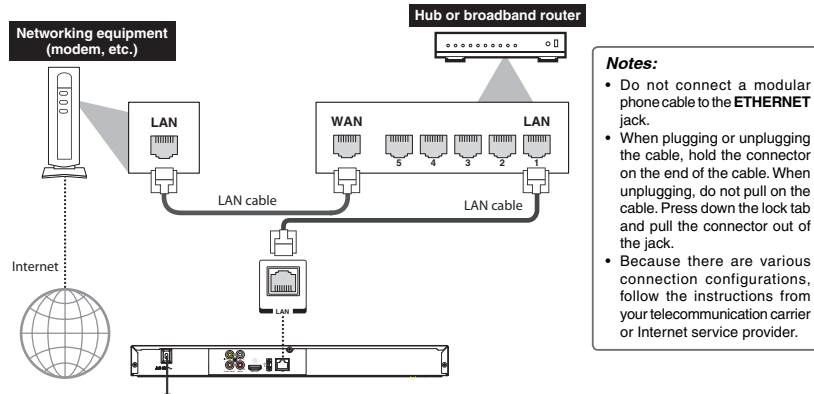 Hub or broadband router
Networking equipment
(modem, etc.)
LAN
WAN
LAN
5
4
3
2
1
LAN cable
LAN cable
Internet
LAN
Notes:
• Do not connect a modular
phone cable to the ETHERNET
jack.
• When plugging or unplugging
the cable, hold the connector
on the end of the cable. When
unplugging, do not pull on the
cable. Press down the lock tab
and pull the connector out of
the jack.
• Because there are various
connection configurations,
follow the instructions from
your telecommunication carrier
or Internet service provider.